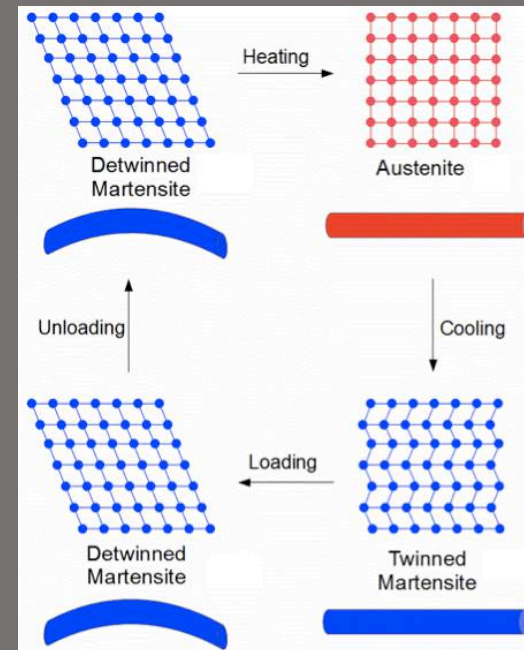 Heating
Detwinned
Martensite
Austenite
Unloading
Cooling
Loading
Detwinned
Martensite
Twinned
Martensite